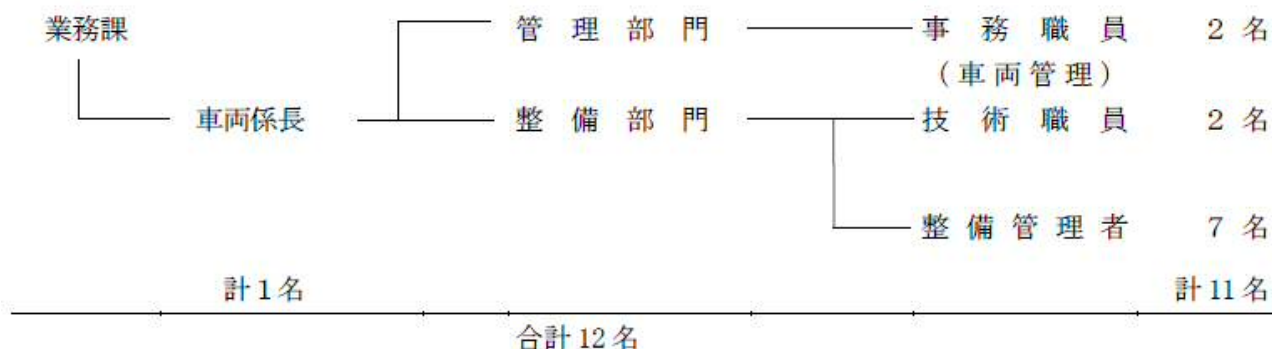 業務課 管理部門 事務職員 2名
(車両管理)
車両係長 整備部門 技術職員 2名
整備管理者 7名
計1名 計11名
合計12名